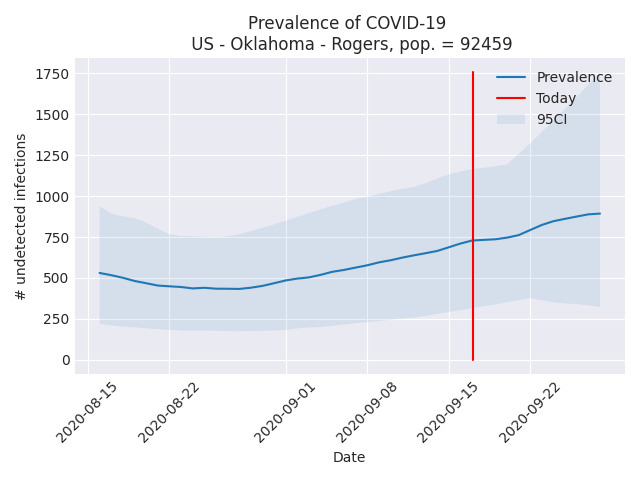 Prevalence of COVID-19
US - Oklahoma - Rogers, pop. = 92459
1750
1500
1250
1000
750
500
250
0
# undetected infections
Prevalence
Today
95CI
2020-08-15
2020-08-22
2020-09-01
2020-09-08
2020-09-15
2020-09-22
Date